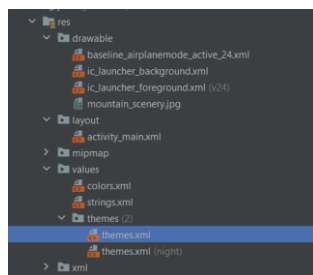 res
drawable
baseline_airplanemode_active_24.xml
ic_launcher_background.xml
ic_launcher_foreground.xml (v24)
mountain_scenery.jpg
layout
activity_main.xml
mipmap
values
colors.xml
strings.xml
themes (2)
themes.xml
themes.xml (night)
xml